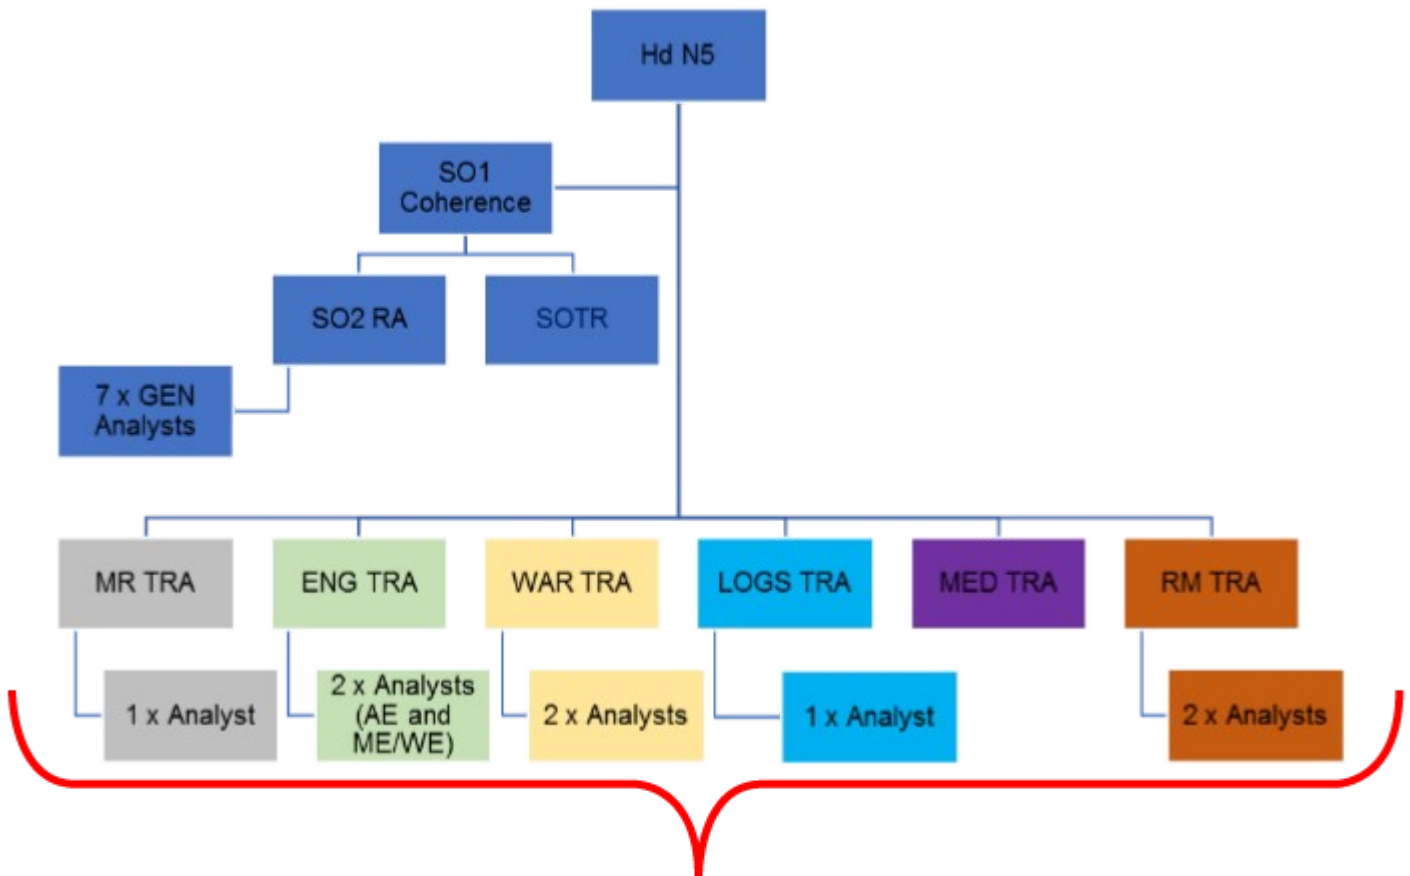 Hd N5
SO1
Coherence
SO2 RA
SOTR
7 x GEN
Analysts
MR TRA
ENG TRA
WAR TRA
LOGS TRA
MED TRA
RM TRA
1 x Analyst
2 x Analysts
(AE and
ME/WE)
2 x Analysts
1 x Analyst
2 x Analysts